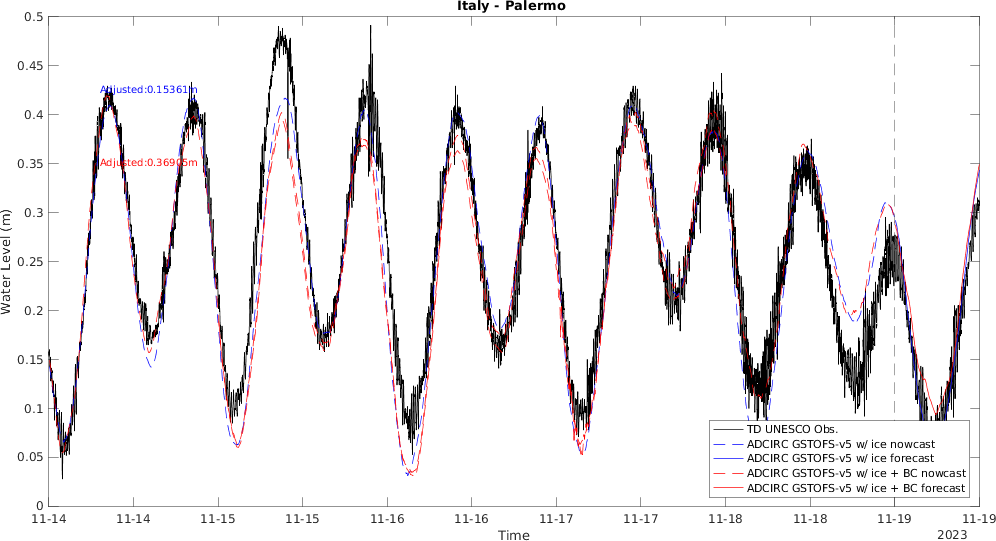 Italy - Palermo
Water Level (m)
0.5
0.45
0.4
0.35
0.3
0.25
0.2
0.15
0.1
0.05
0
Adjusted:0.15361m
Adjusted:0.36905m
TD UNESCO Obs.
ADCIRC GSTOFS-v5 w/ ice nowcast
ADCIRC GSTOFS-v5 w/ ice forecast
ADCIRC GSTOFS-v5 w/ ice + BC nowcast
ADCIRC GSTOFS-v5 w/ ice + BC forecast
11-14 11-14 11-15 11-15 11-16 11-16 11-17 11-17 11-18 11-18 11-19 11-19
Time
2023